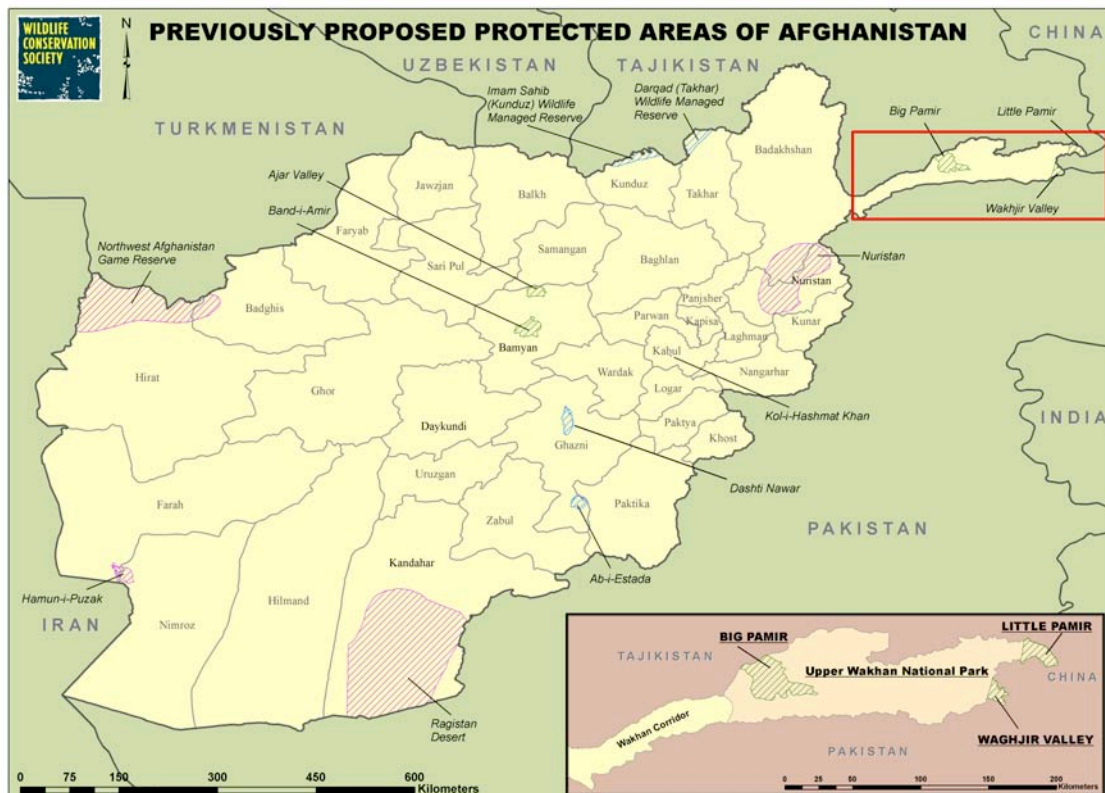 WILDLIFE
CONSERVATION
SOCIETY
N
PREVIOUSLY PROPOSED PROTECTED AREAS OF AFGHANISTAN
CHINA
UZBEKISTAN
TAJIKISTAN
TURKMENISTAN
Imam Sahib
(Kunduz) Wildlife
Managed Reserve
Darqad (Takhar)
Wildlife Managed
Reserve
Big Pamir
Little Pamir
Badakhshan
Ajar Valley
Jawzjan
Balkh
Kunduz
Takhar
Wakhjir Valley
Band-i-Amir
Faryab
Samangan
Northwest Afghanistan
Game Reserve
Sari Pul
Baghlan
Nuristan
Nuristan
Badghis
Panjsher
Parwan
Kapisa
Kunar
Laghman
Bamyan
Kabul
Hirat
Wardak
Nangarhar
Ghor
Logar
Kol-i-Hashmat Khan
INDIA
Daykundi
Paktya
Ghazni
Khost
Uruzgan
Dashti Nawar
Farah
Zabul
Paktika
PAKISTAN
Kandahar
Ab-i-Estada
Hamun-i-Puzak
Hilmand
IRAN
Nimroz
Ragistan
Desert
0 75 150 300 450 600
Kilometers
LITTLE PAMIR
BIG PAMIR
TAJIKISTAN
Upper Wakhan National Park
CHINA
WAGHJIR VALLEY
Wakhan Corridor
PAKISTAN
0 25 50 100 150 200
Kilometers